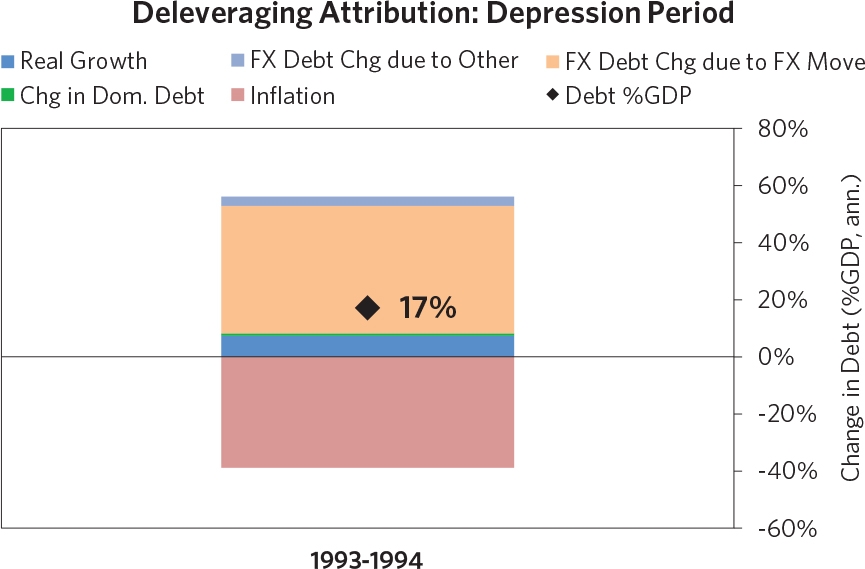 Deleveraging Attribution: Depression Period
Real Growth
FX Debt Chg due to Other
FX Debt Chg due to FX Move
Chg in Dom. Debt
Inflation
Debt %GDP
80%
60%
40%
20%
0%
-20%
-40%
-60%
Change in Debt (%GDP, ann.)
17%
1993-1994